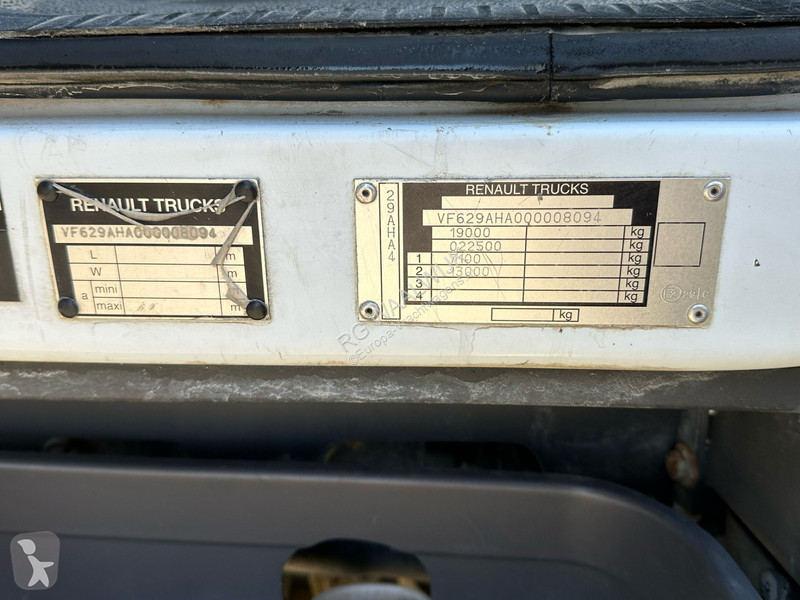 RENAULT TRUCKS
VF629AHA000008094
L m
W m
a mini m
maxi m
29AHA4
RENAULT TRUCKS
VF629AHA000008094
19000 kg
022500 kg
1 7100 kg
2 13000 kg
3 kg
4 kg
kg